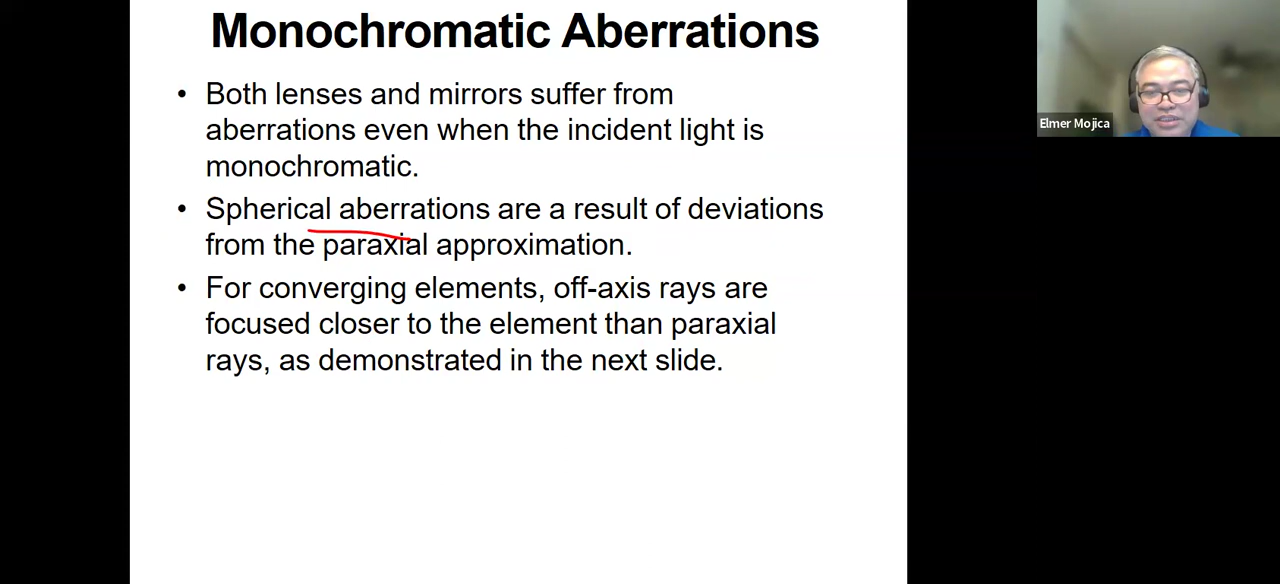 Monochromatic Aberrations
• Both lenses and mirrors suffer from
aberrations even when the incident light is
monochromatic.
• Spherical aberrations are a result of deviations
from the paraxial approximation.
• For converging elements, off-axis rays are
focused closer to the element than paraxial
rays, as demonstrated in the next slide.
Elmer Mojica